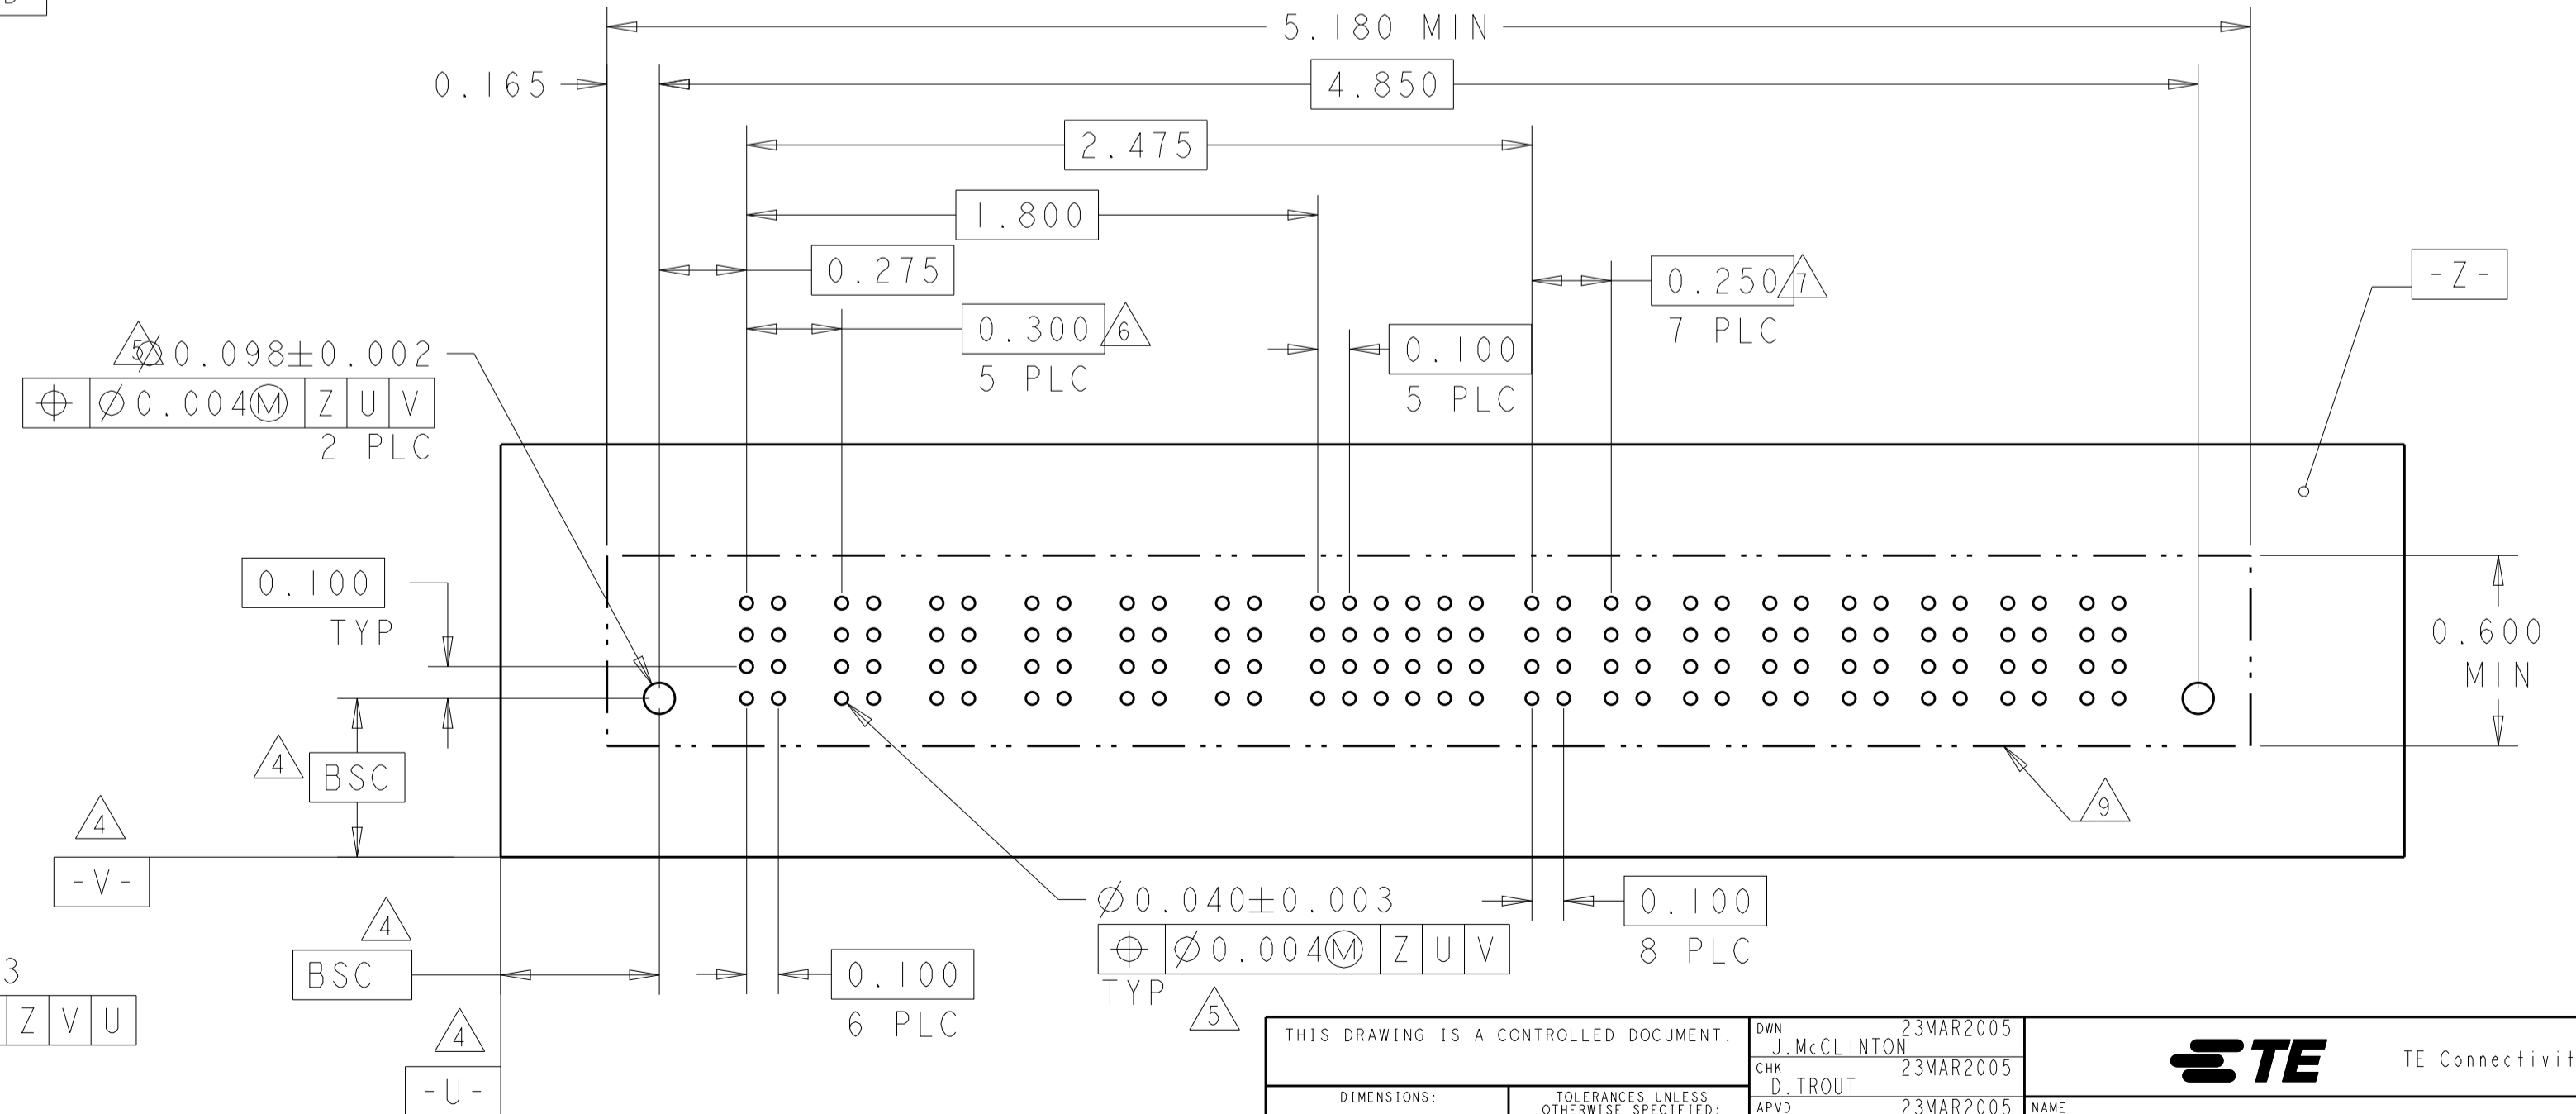 5.180 MIN
0.165
4.850
2.475
1.800
0.275
0.250 7
7 PLC
-Z-
0.300 6
5 PLC
0.100
5 PLC
5 Ø0.098±0.002
⌖ Ø0.004Ⓜ Z U V
2 PLC
0.100
TYP
0.600
MIN
4 BSC
9
4
-V-
Ø0.040±0.003
⌖ Ø0.004Ⓜ Z U V
TYP 5
0.100
8 PLC
4
BSC
0.100
6 PLC
3
Z V U
4
-U-
THIS DRAWING IS A CONTROLLED DOCUMENT.
DIMENSIONS:
TOLERANCES UNLESS
OTHERWISE SPECIFIED:
DWN 23MAR2005
J.McCLINTON
CHK 23MAR2005
D.TROUT
APVD 23MAR2005
TE
TE Connectivit
NAME